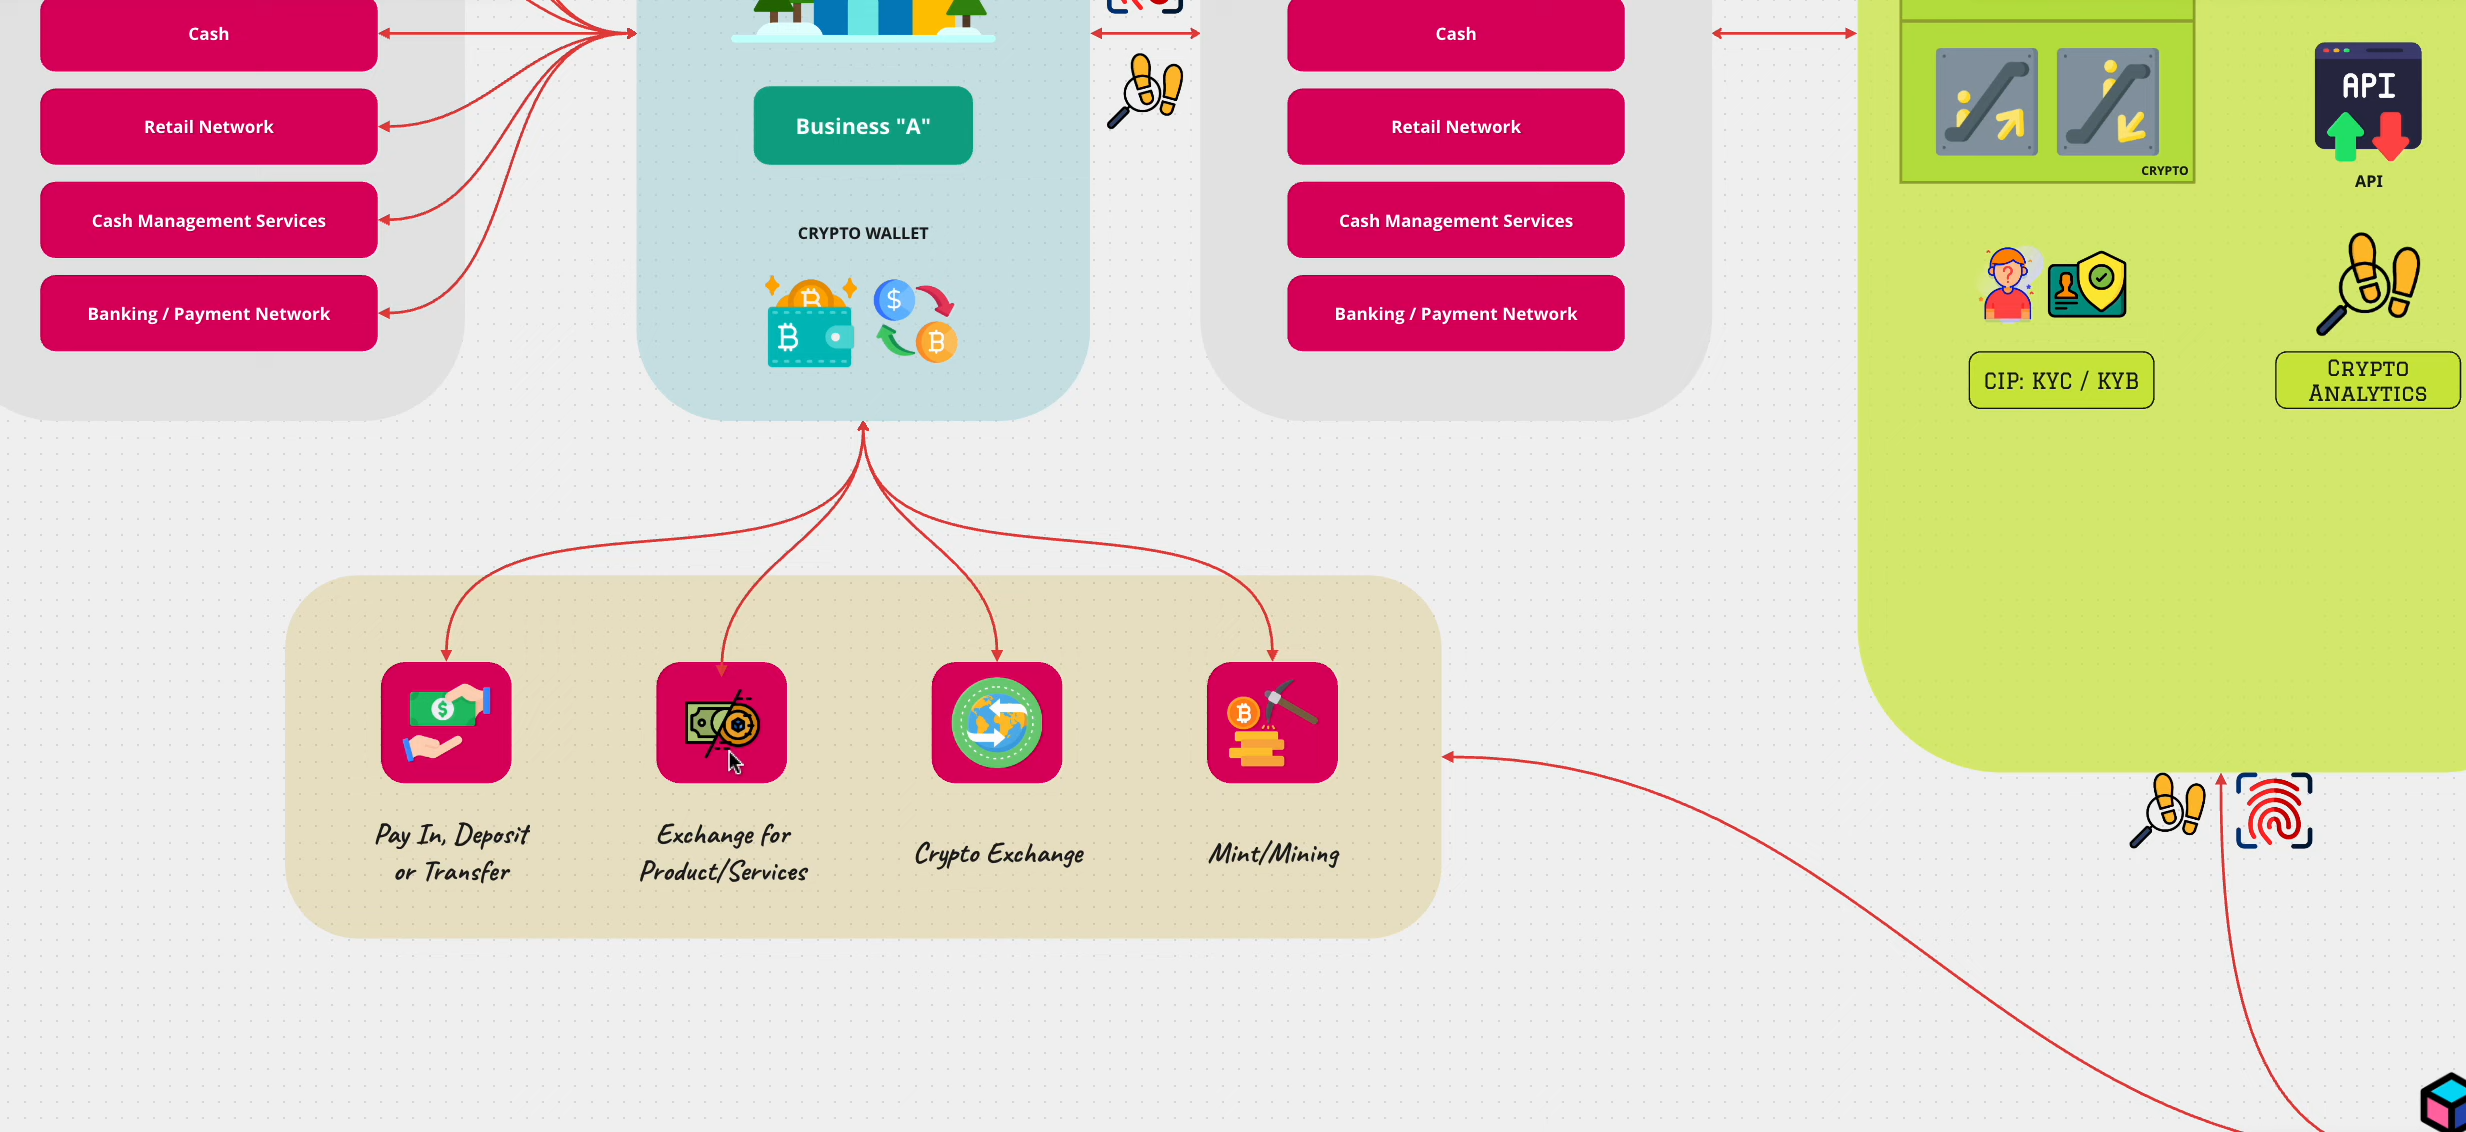 Cash
Retail Network
Cash Management Services
Banking / Payment Network
Business "A"
CRYPTO WALLET
Cash
Retail Network
Cash Management Services
Banking / Payment Network
CRYPTO
API
API
CIP: KYC / KYB
CRYPTO
ANALYTICS
Pay In, Deposit
or Transfer
Exchange for
Product/Services
Crypto Exchange
Mint/Mining